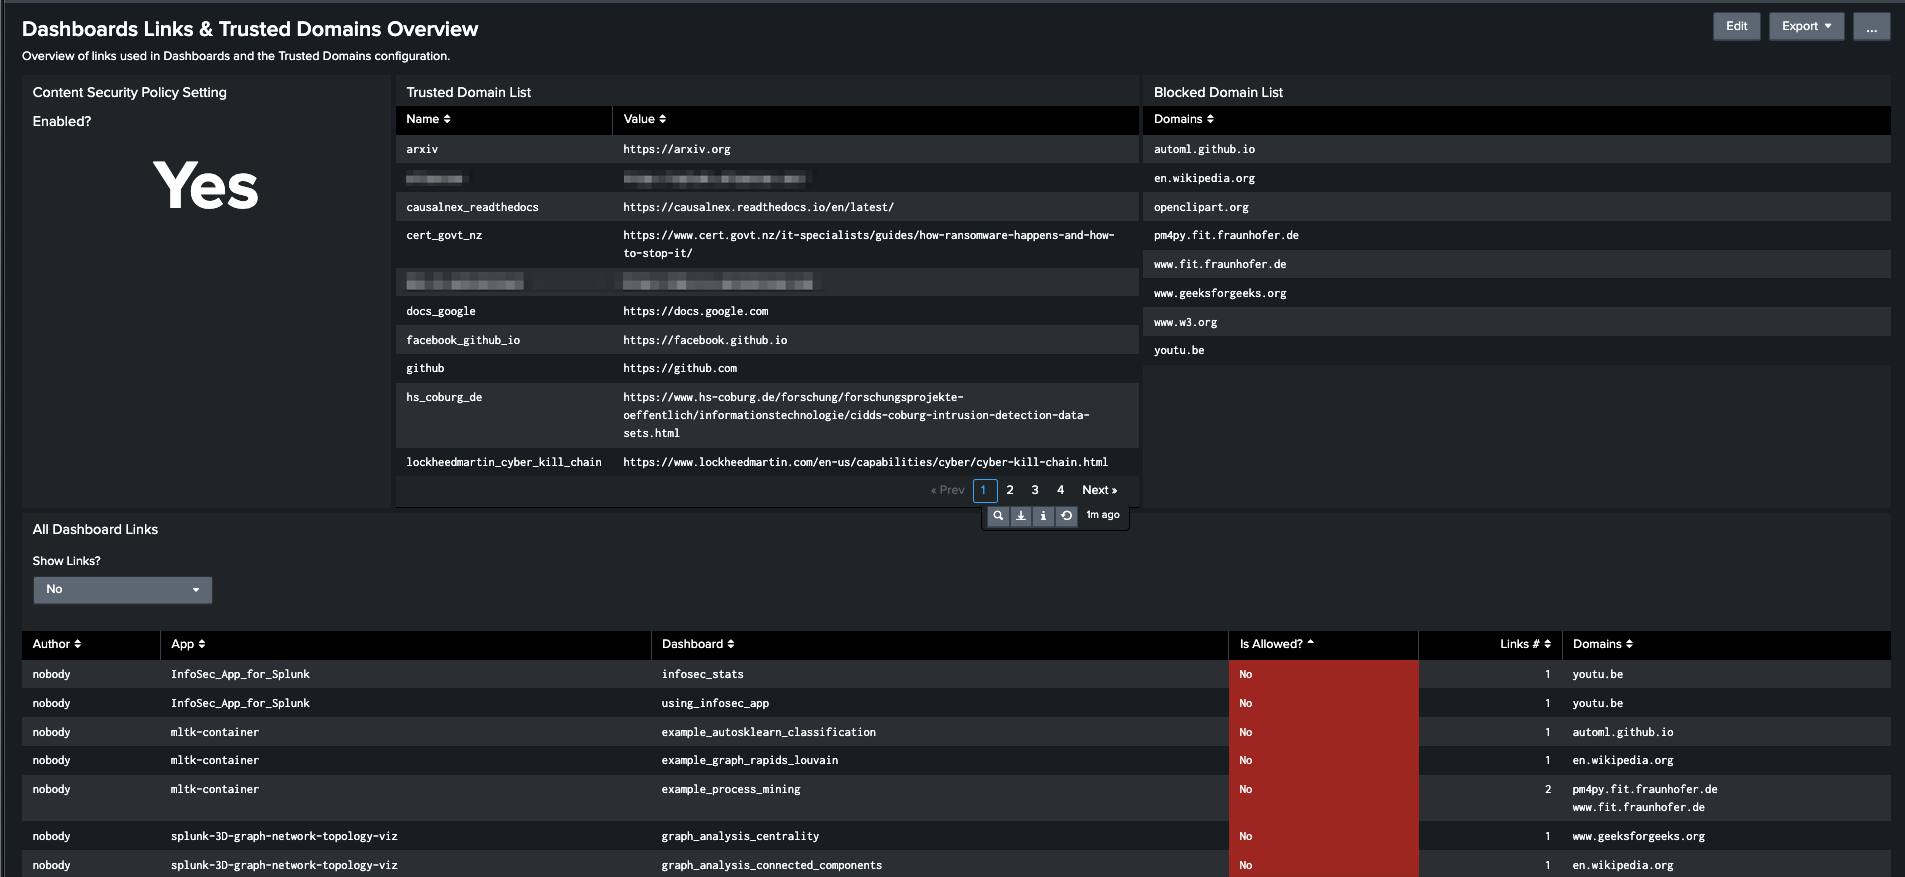 Dashboards Links & Trusted Domains Overview
Edit
Export
...
Overview of links used in Dashboards and the Trusted Domains configuration.
Content Security Policy Setting
Enabled?
Yes
Trusted Domain List
Name Value
arxiv https://arxiv.org
causalnex_readthedocs https://causalnex.readthedocs.io/en/latest/
cert_govt_nz https://www.cert.govt.nz/it-specialists/guides/how-ransomware-happens-and-how-
to-stop-it/
docs_google https://docs.google.com
facebook_github_io https://facebook.github.io
github https://github.com
hs_coburg_de https://www.hs-coburg.de/forschung/forschungsprojekte-
oeffentlich/informationstechnologie/cidds-coburg-intrusion-detection-data-
sets.html
lockheedmartin_cyber_kill_chain https://www.lockheedmartin.com/en-us/capabilities/cyber/cyber-kill-chain.html
« Prev 1 2 3 4 Next »
1m ago
Blocked Domain List
Domains
automl.github.io
en.wikipedia.org
openclipart.org
pm4py.fit.fraunhofer.de
www.fit.fraunhofer.de
www.geeksforgeeks.org
www.w3.org
youtu.be
All Dashboard Links
Show Links?
No
Author App Dashboard Is Allowed? Links # Domains
nobody InfoSec_App_for_Splunk infosec_stats No 1 youtu.be
nobody InfoSec_App_for_Splunk using_infosec_app No 1 youtu.be
nobody mltk-container example_autosklearn_classification No 1 automl.github.io
nobody mltk-container example_graph_rapids_louvain No 1 en.wikipedia.org
nobody mltk-container example_process_mining No 2 pm4py.fit.fraunhofer.de
www.fit.fraunhofer.de
nobody splunk-3D-graph-network-topology-viz graph_analysis_centrality No 1 www.geeksforgeeks.org
nobody splunk-3D-graph-network-topology-viz graph_analysis_connected_components No 1 en.wikipedia.org